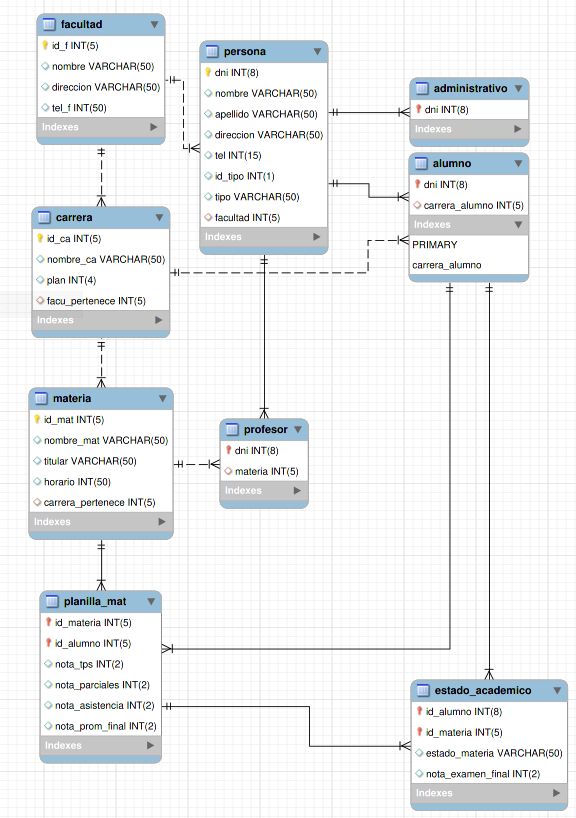 facultad
id_f INT(5)
nombre VARCHAR(50)
direccion VARCHAR(50)
tel_f INT(50)
Indexes
persona
dni INT(8)
nombre VARCHAR(50)
apellido VARCHAR(50)
direccion VARCHAR(50)
tel INT(15)
id_tipo INT(1)
tipo VARCHAR(50)
facultad INT(5)
Indexes
administrativo
dni INT(8)
Indexes
alumno
dni INT(8)
carrera_alumno INT(5)
Indexes
PRIMARY
carrera_alumno
carrera
id_ca INT(5)
nombre_ca VARCHAR(50)
plan INT(4)
facu_pertenece INT(5)
Indexes
materia
id_mat INT(5)
nombre_mat VARCHAR(50)
titular VARCHAR(50)
horario INT(50)
carrera_pertenece INT(5)
Indexes
profesor
dni INT(8)
materia INT(5)
Indexes
planilla_mat
id_materia INT(5)
id_alumno INT(5)
nota_tps INT(2)
nota_parciales INT(2)
nota_asistencia INT(2)
nota_prom_final INT(2)
Indexes
estado_academico
id_alumno INT(8)
id_materia INT(5)
estado_materia VARCHAR(50)
nota_examen_final INT(2)
Indexes